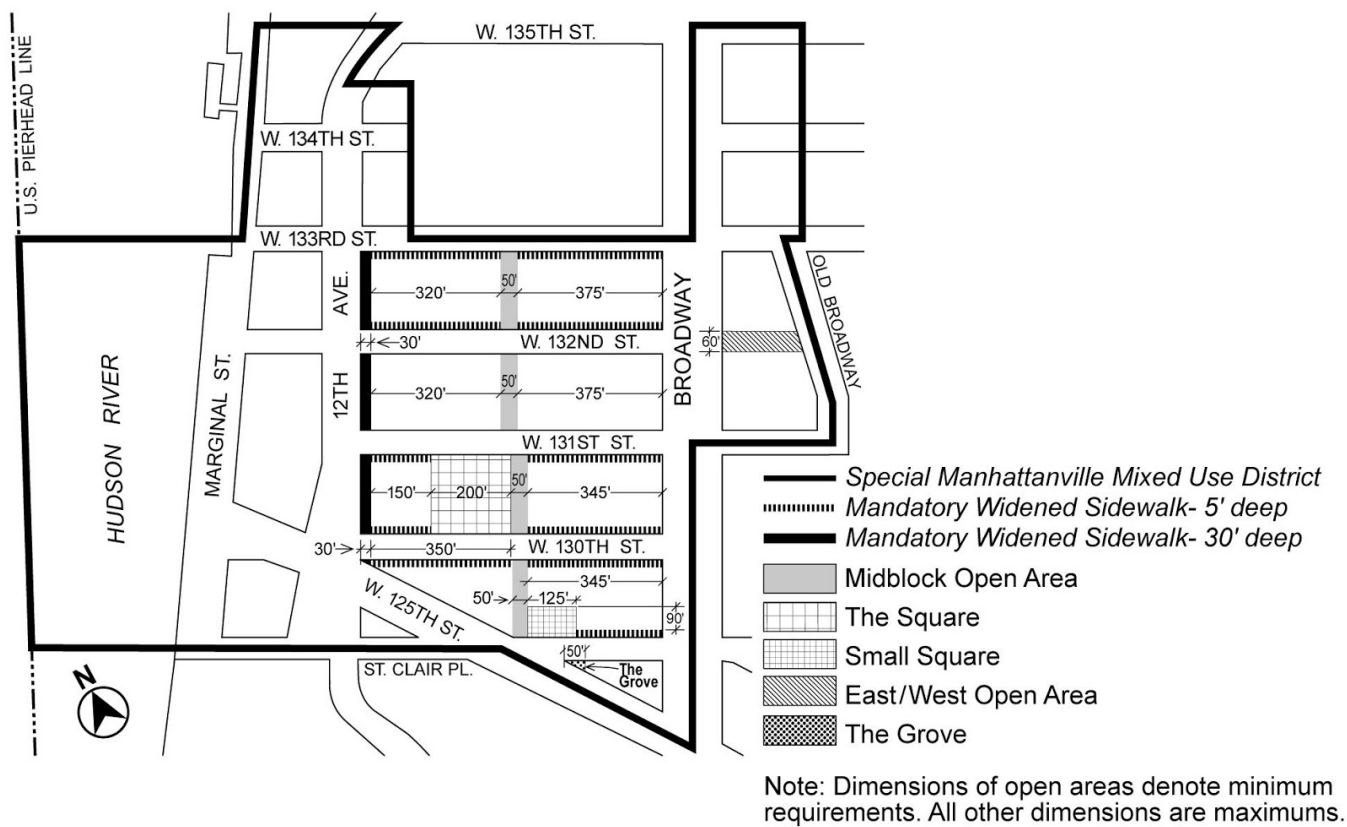 U.S. PIERHEAD LINE
W. 135TH ST.
W. 134TH ST.
W. 133RD ST.
320'
50'
375'
AVE.
BROADWAY
OLD BROADWAY
60'
30'
W. 132ND ST.
HUDSON RIVER
MARGINAL ST.
12TH
320'
50'
375'
W. 131ST ST.
150'
200'
50'
345'
30'
350'
W. 130TH ST.
345'
50'
125'
90'
W. 125TH ST.
50'
The
Grove
ST. CLAIR PL.
N
Special Manhattanville Mixed Use District
Mandatory Widened Sidewalk- 5' deep
Mandatory Widened Sidewalk- 30' deep
Midblock Open Area
The Square
Small Square
East/West Open Area
The Grove
Note: Dimensions of open areas denote minimum
requirements. All other dimensions are maximums.